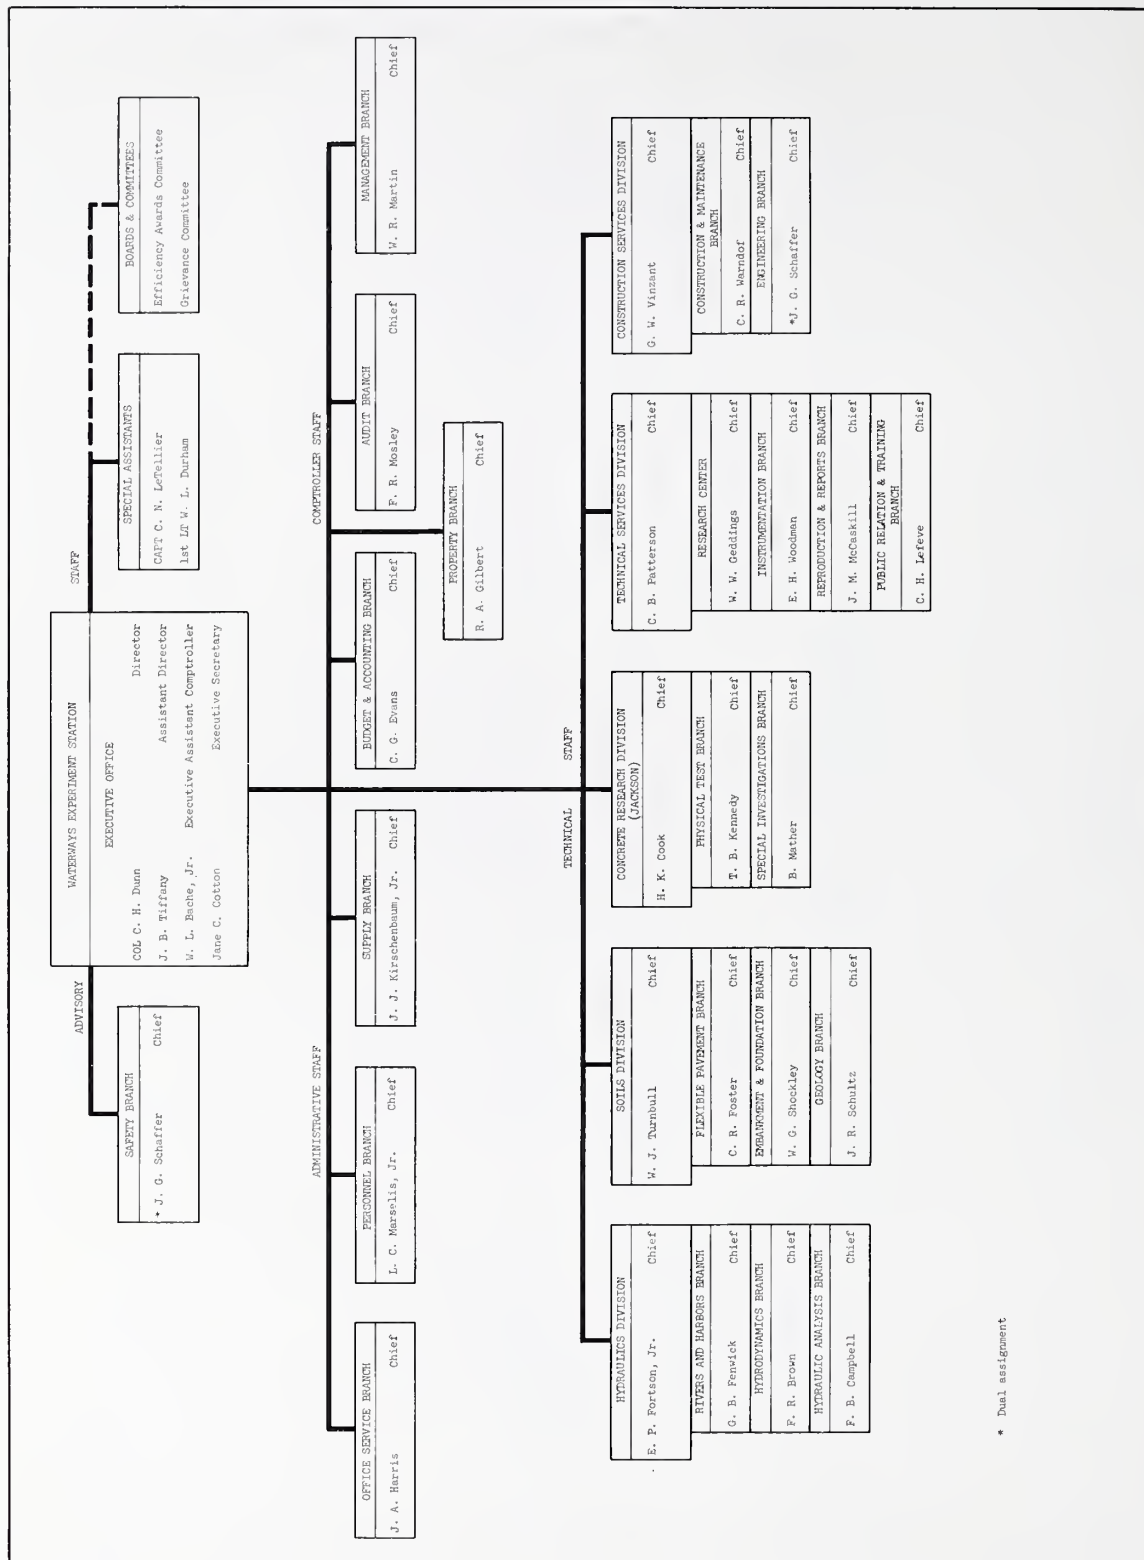 WATERWAYS EXPERIMENT STATION
EXECUTIVE OFFICE
COL C. H. Dunn Director
J. B. Tiffany Assistant Director
W. L. Bache, Jr. Executive Assistant Comptroller
Jane C. Cotton Executive Secretary
ADVISORY
STAFF
SAFETY BRANCH
* J. G. Schaffer Chief
SPECIAL ASSISTANTS
CAPT C. N. LeTellier
1st LT W. L. Durham
BOARDS & COMMITTEES
Efficiency Awards Committee
Grievance Committee
ADMINISTRATIVE STAFF
COMPTROLLER STAFF
OFFICE SERVICE BRANCH
J. A. Harris Chief
PERSONNEL BRANCH
L. C. Marselis, Jr. Chief
SUPPLY BRANCH
J. J. Kirschenbaum, Jr. Chief
BUDGET & ACCOUNTING BRANCH
C. G. Evans Chief
AUDIT BRANCH
F. R. Mosley Chief
MANAGEMENT BRANCH
W. R. Martin Chief
PROPERTY BRANCH
R. A. Gilbert Chief
TECHNICAL
STAFF
HYDRAULICS DIVISION
E. P. Fortson, Jr. Chief
RIVERS AND HARBORS BRANCH
G. B. Fenwick Chief
HYDRODYNAMICS BRANCH
F. R. Brown Chief
HYDRAULIC ANALYSIS BRANCH
F. B. Campbell Chief
SOILS DIVISION
W. J. Turnbull Chief
FLEXIBLE PAVEMENT BRANCH
C. R. Foster Chief
EMBANKMENT & FOUNDATION BRANCH
W. G. Shockley Chief
GEOLOGY BRANCH
J. R. Schultz Chief
CONCRETE RESEARCH DIVISION
(JACKSON)
H. K. Cook Chief
PHYSICAL TEST BRANCH
T. B. Kennedy Chief
SPECIAL INVESTIGATIONS BRANCH
B. Mather Chief
TECHNICAL SERVICES DIVISION
C. B. Patterson Chief
RESEARCH CENTER
W. W. Geddings Chief
INSTRUMENTATION BRANCH
E. H. Woodman Chief
REPRODUCTION & REPORTS BRANCH
J. M. McCaskill Chief
PUBLIC RELATION & TRAINING
BRANCH
C. H. Lefeve Chief
CONSTRUCTION SERVICES DIVISION
G. W. Vinzant Chief
CONSTRUCTION & MAINTENANCE
BRANCH
C. R. Warndof Chief
ENGINEERING BRANCH
*J. G. Schaffer Chief
* Dual assignment